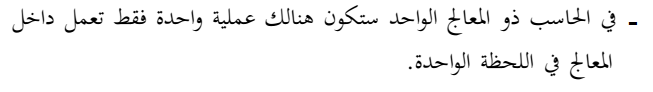 - في الحاسب ذو المعالج الواحد ستكون هنالك عملية واحدة فقط تعمل داخل
المعالج في اللحظة الواحدة.